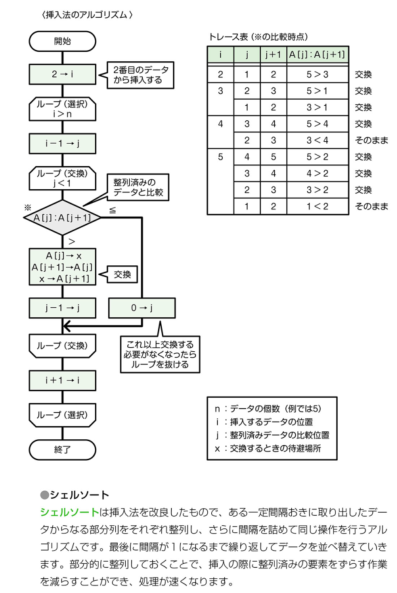 〈挿入法のアルゴリズム〉
開始
2→i
2番目のデータ
から挿入する
ループ(選択)
i>n
i−1→j
ループ(交換)
j<1
整列済みの
データと比較
※
A[j]:A[j+1]
≦
>
A[j]→x
A[j+1]→A[j]
x→A[j+1]
交換
j−1→j
0→j
ループ(交換)
これ以上交換する
必要がなくなったら
ループを抜ける
i+1→i
ループ(選択)
終了
トレース表(※の比較時点)
i j j+1 A[j]:A[j+1]
2 1 2 5>3 交換
3 2 3 5>1 交換
1 2 3>1 交換
4 3 4 5>4 交換
2 3 3<4 そのまま
5 4 5 5>2 交換
3 4 4>2 交換
2 3 3>2 交換
1 2 1<2 そのまま
n:データの個数(例では5)
i:挿入するデータの位置
j:整列済みデータの比較位置
x:交換するときの待避場所
●シェルソート
シェルソートは挿入法を改良したもので、ある一定間隔おきに取り出したデー
タからなる部分列をそれぞれ整列し、さらに間隔を詰めて同じ操作を行うアル
ゴリズムです。最後に間隔が1になるまで繰り返してデータを並べ替えていき
ます。部分的に整列しておくことで、挿入の際に整列済みの要素をずらす作業
を減らすことができ、処理が速くなります。